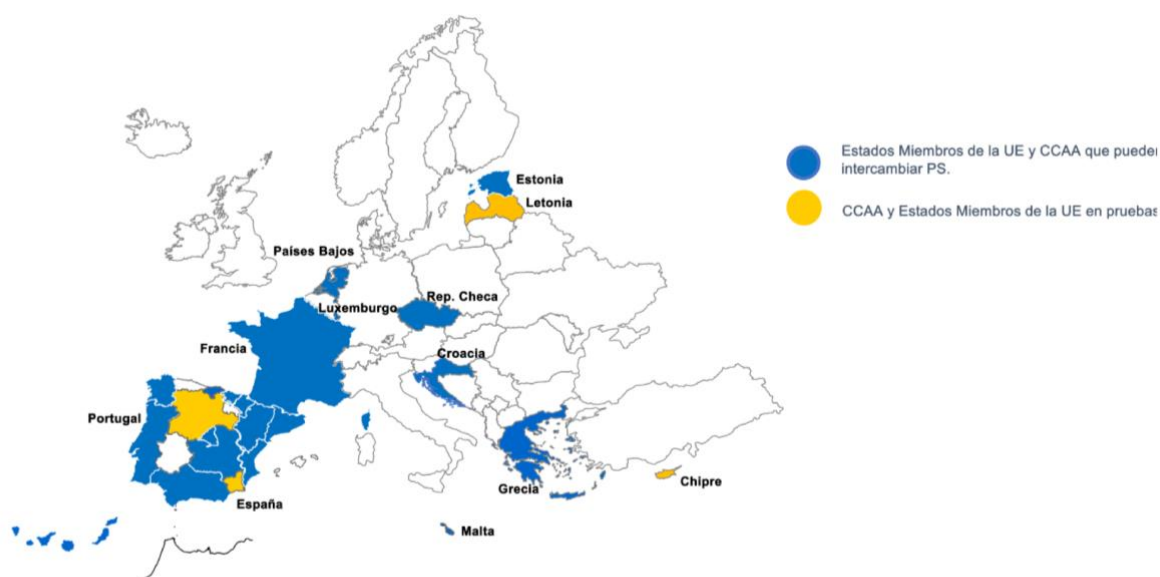 Estados Miembros de la UE y CCAA que pueden
intercambiar PS.
CCAA y Estados Miembros de la UE en pruebas
Estonia
Letonia
Países Bajos
Luxemburgo
Rep. Checa
Francia
Croacia
Portugal
España
Grecia
Chipre
Malta